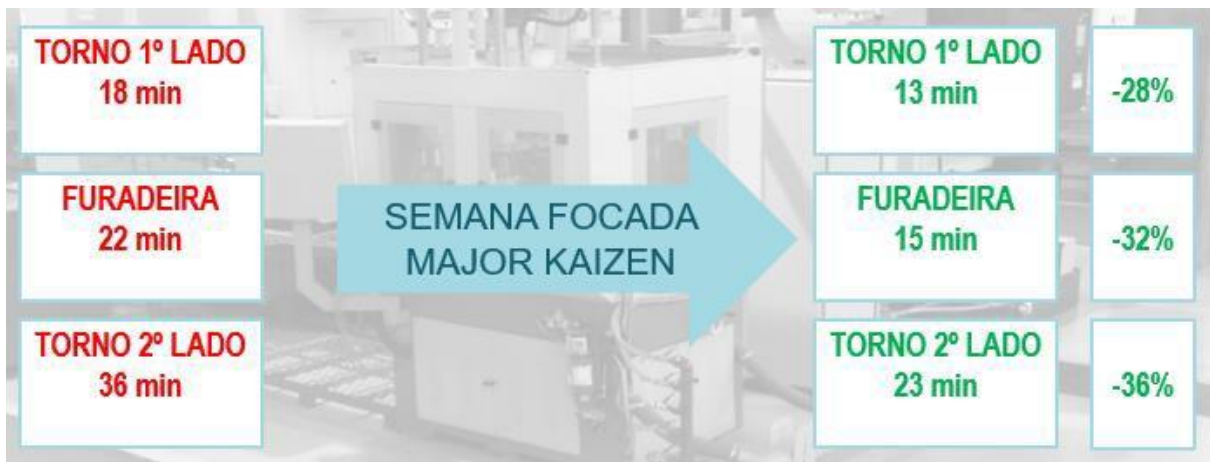 TORNO 1º LADO
18 min
FURADEIRA
22 min
TORNO 2º LADO
36 min
SEMANA FOCADA
MAJOR KAIZEN
TORNO 1º LADO
13 min
-28%
FURADEIRA
15 min
-32%
TORNO 2º LADO
23 min
-36%